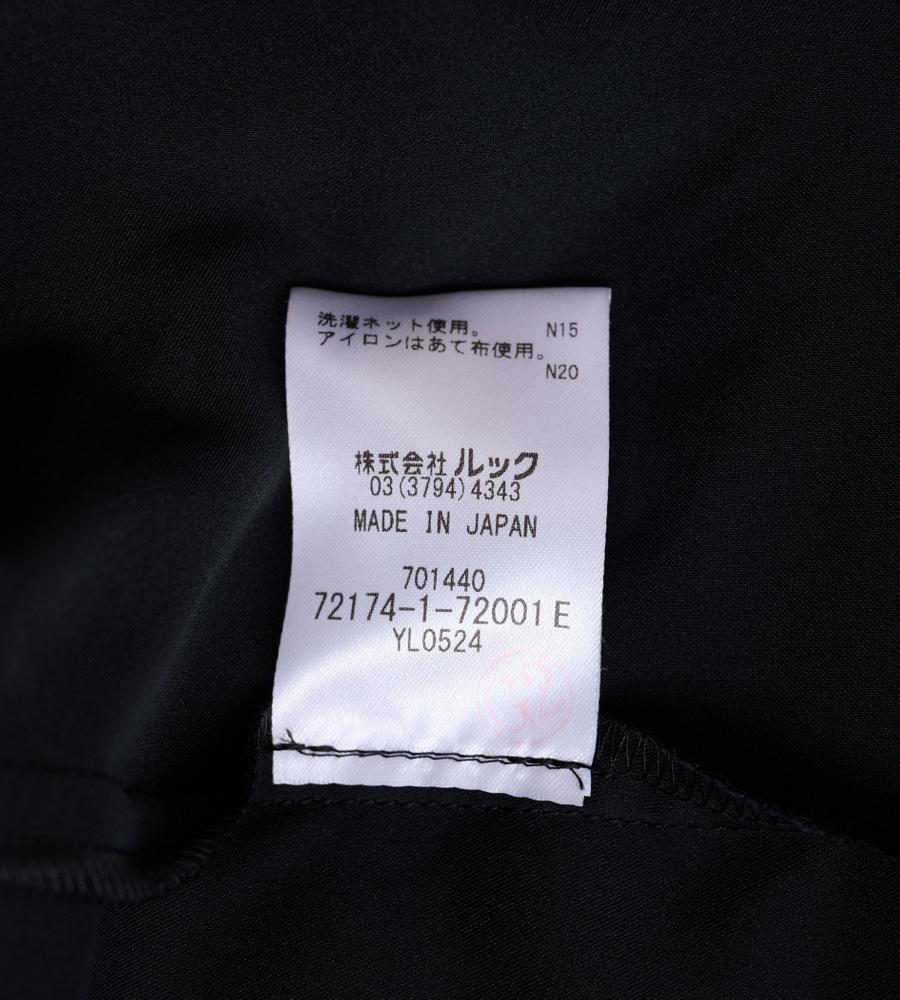 洗濯ネット使用。 N15
アイロンはあて布使用。
N20
株式会社ルック
03(3794)4343
MADE IN JAPAN
701440
72174-1-72001E
YL0524